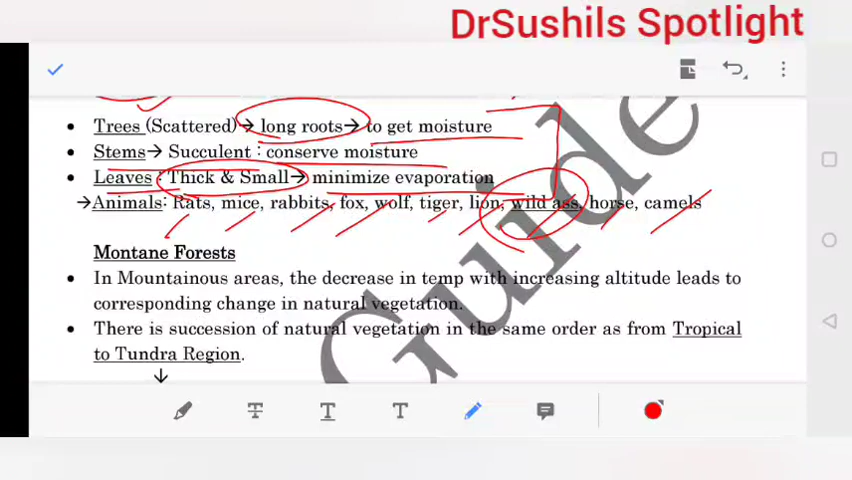 DrSushils Spotlight
• Trees (Scattered) → long roots → to get moisture
• Stems → Succulent : conserve moisture
• Leaves : Thick & Small → minimize evaporation
→ Animals: Rats, mice, rabbits, fox, wolf, tiger, lion, wild ass, horse, camels
Montane Forests
• In Mountainous areas, the decrease in temp with increasing altitude leads to
corresponding change in natural vegetation.
• There is succession of natural vegetation in the same order as from Tropical
to Tundra Region.
↓
Guide